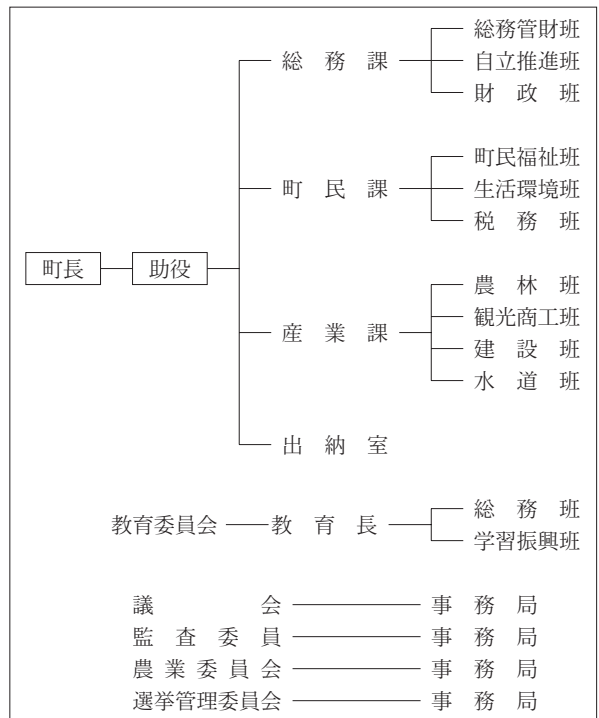 総務管財班
総務課 自立推進班
財政班
町民福祉班
町民課 生活環境班
税務班
町長 助役
農林班
観光商工班
産業課
建設班
水道班
出納室
総務班
教育委員会 教育長
学習振興班
議会 事務局
監査委員 事務局
農業委員会 事務局
選挙管理委員会 事務局